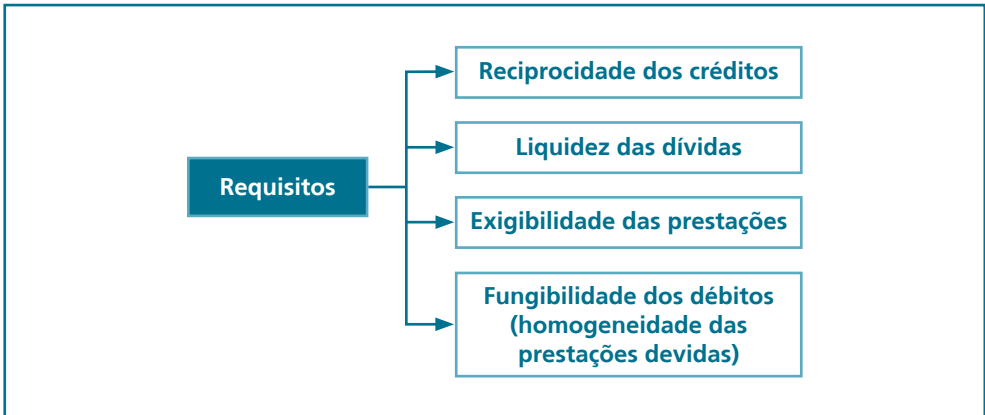 Requisitos
Reciprocidade dos créditos
Liquidez das dívidas
Exigibilidade das prestações
Fungibilidade dos débitos
(homogeneidade das
prestações devidas)